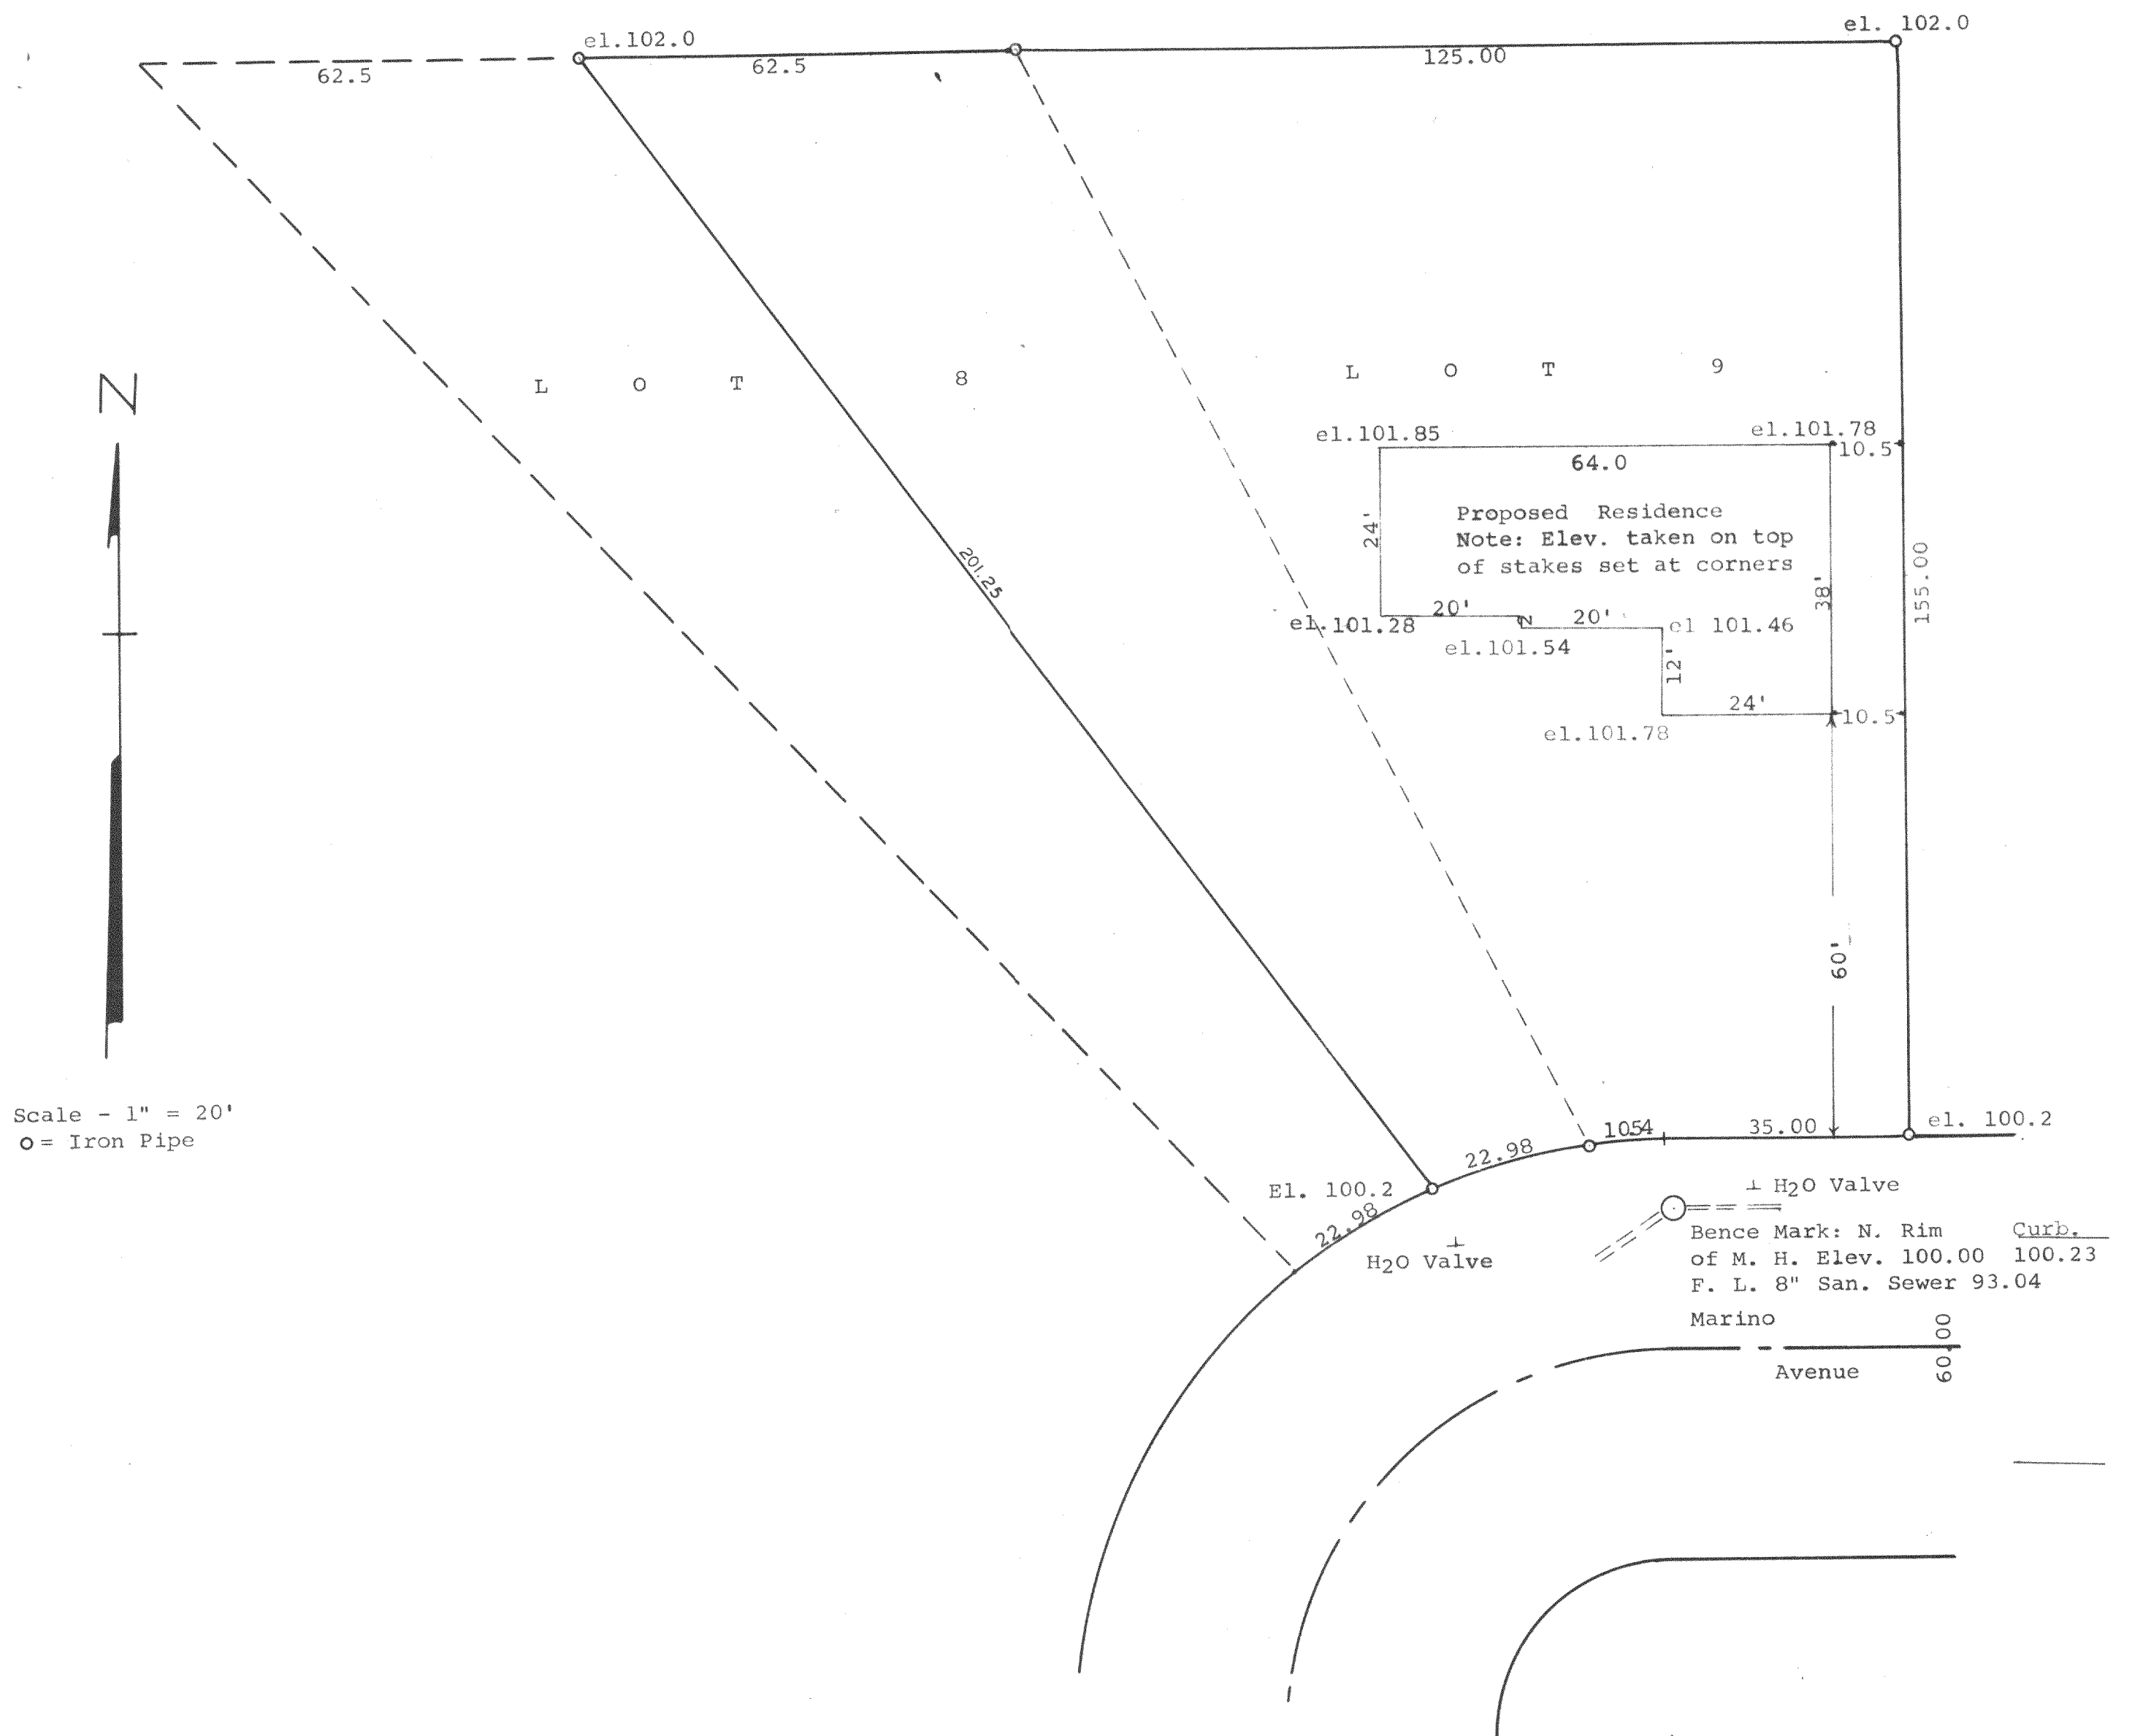 el.102.0
el. 102.0
62.5
62.5
125.00
N
L O T 8
L O T 9
el.101.85
el.101.78
10.5
64.0
24'
Proposed Residence
Note: Elev. taken on top
of stakes set at corners
201.25
38'
155.00
20'
2
20'
el.101.28
el 101.46
el.101.54
12'
24'
10.5
el.101.78
60'
Scale - 1" = 20'
o = Iron Pipe
10.54
35.00
el. 100.2
22.98
El. 100.2
22.98
H2O Valve
H2O Valve
Bence Mark: N. Rim
of M. H. Elev. 100.00
F. L. 8" San. Sewer 93.04
Curb.
100.23
Marino
Avenue
60.00